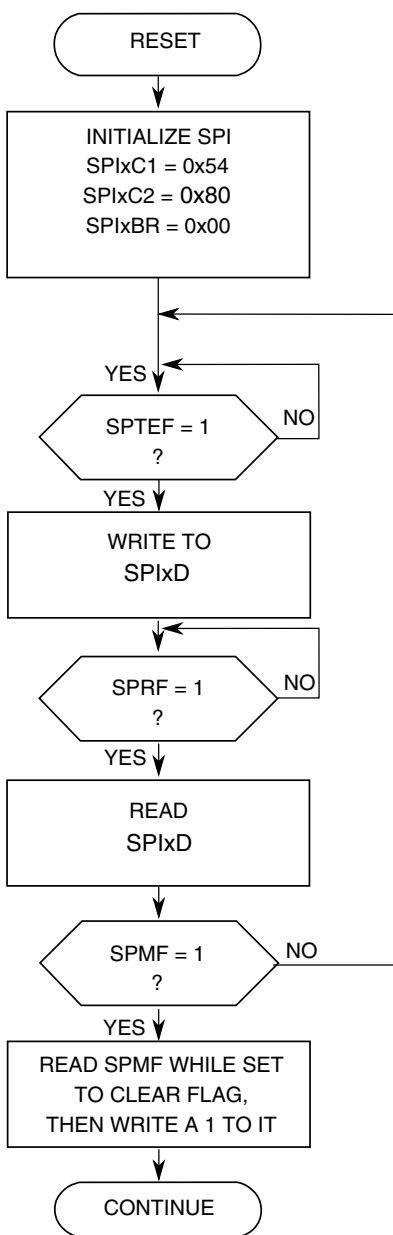 RESET
INITIALIZE SPI
SPIxC1 = 0x54
SPIxC2 = 0x80
SPIxBR = 0x00
YES
SPTEF = 1
?
NO
YES
WRITE TO
SPIxD
SPRF = 1
?
NO
YES
READ
SPIxD
SPMF = 1
?
NO
YES
READ SPMF WHILE SET
TO CLEAR FLAG,
THEN WRITE A 1 TO IT
CONTINUE